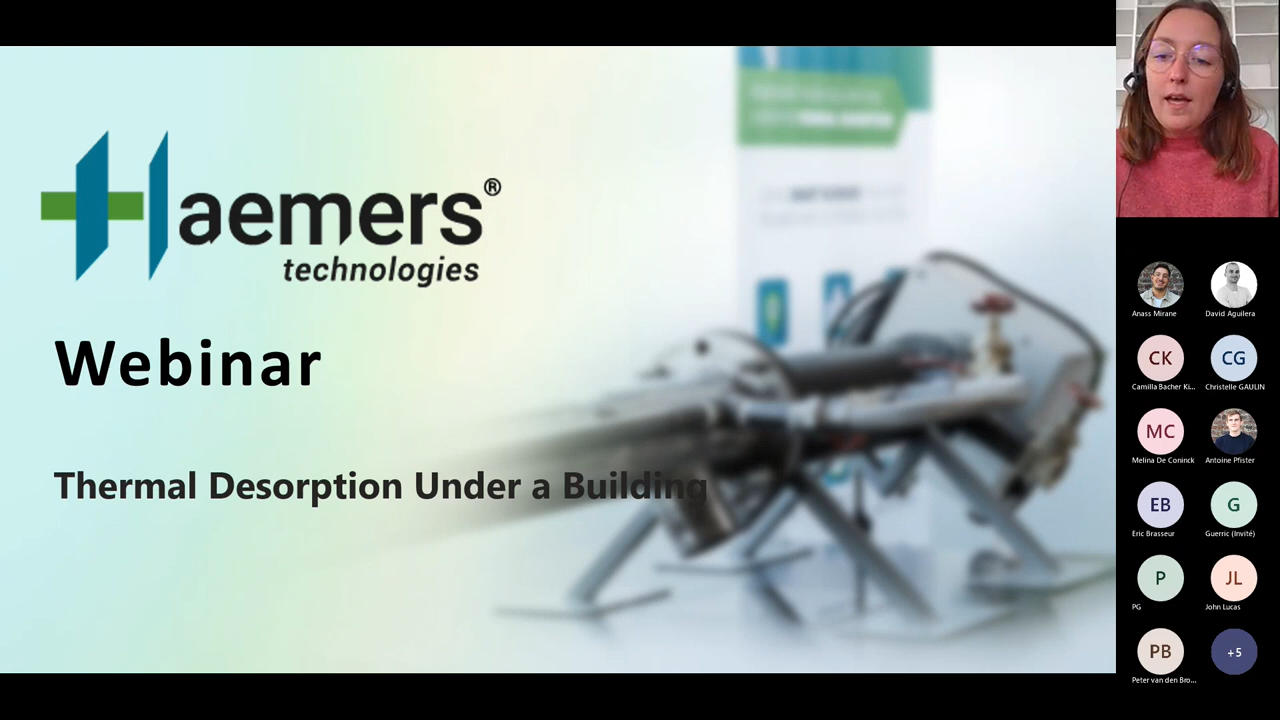 Haemers®
technologies
Webinar
Thermal Desorption Under a Building
Anass Mirane
David Aguilera
CK
CG
Camilla Bacher Ki...
Christelle GAULIN
MC
Melina De Coninck
Antoine Pfister
EB
G
Eric Brasseur
Guerric (Invité)
P
JL
PG
John Lucas
PB
+5
Peter van den Bro...